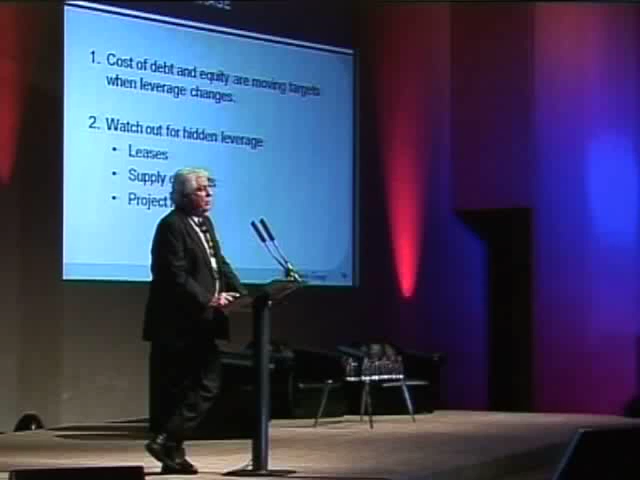 1. Cost of debt and equity are moving targets
when leverage changes.
2. Watch out for hidden leverage
• Leases
• Supply
• Project